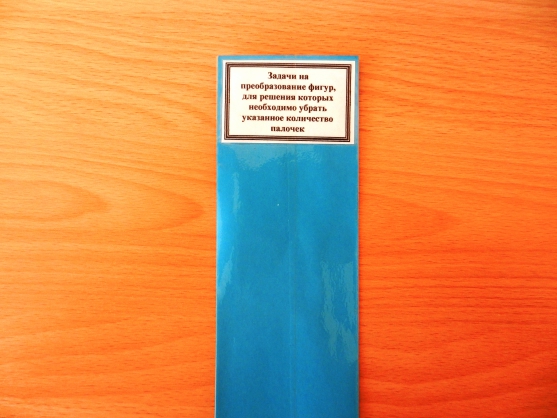 Задачи на
преобразование фигур,
для решения которых
необходимо убрать
указанное количество
палочек